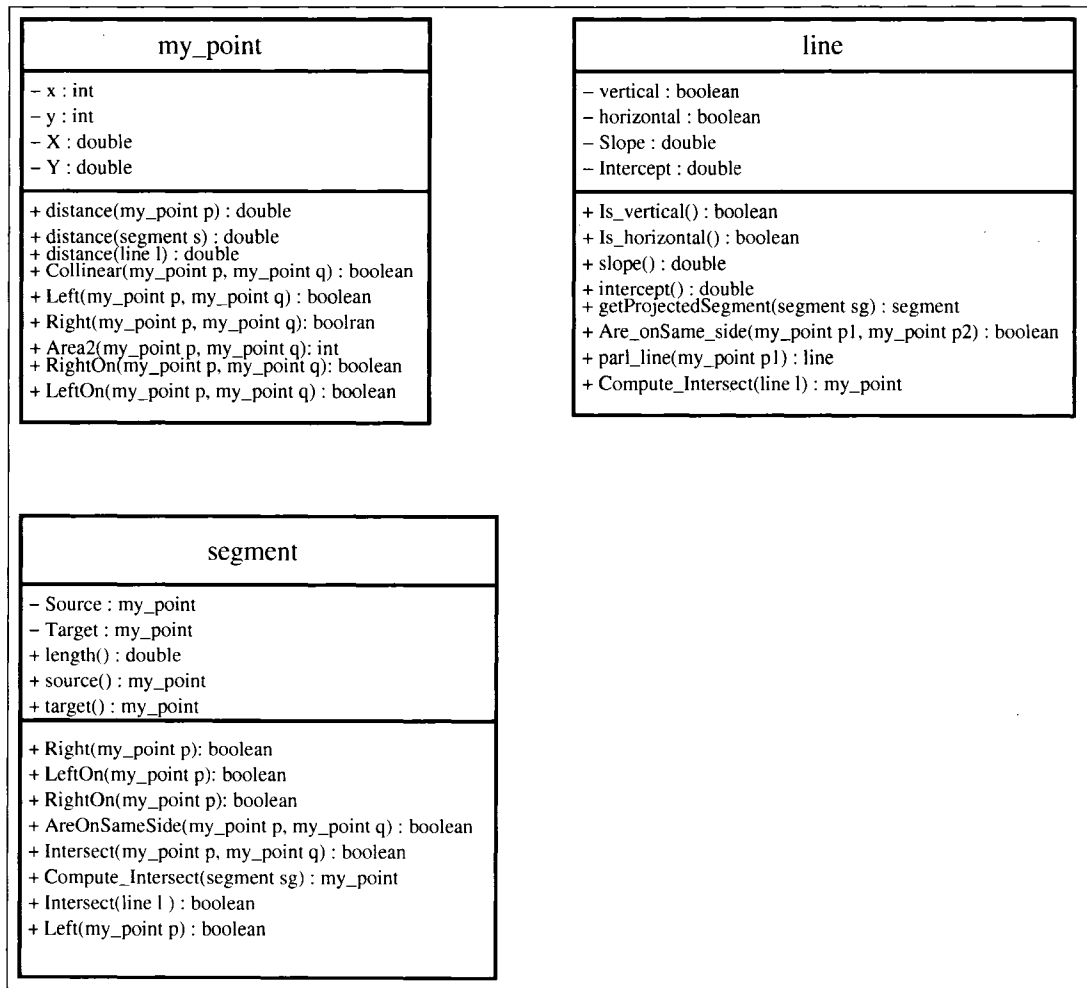 my_point
– x : int
– y : int
– X : double
– Y : double
+ distance(my_point p) : double
+ distance(segment s) : double
+ distance(line l) : double
+ Collinear(my_point p, my_point q) : boolean
+ Left(my_point p, my_point q) : boolean
+ Right(my_point p, my_point q): boolran
+ Area2(my_point p, my_point q): int
+ RightOn(my_point p, my_point q): boolean
+ LeftOn(my_point p, my_point q) : boolean
line
– vertical : boolean
– horizontal : boolean
– Slope : double
– Intercept : double
+ Is_vertical() : boolean
+ Is_horizontal() : boolean
+ slope() : double
+ intercept() : double
+ getProjectedSegment(segment sg) : segment
+ Are_onSame_side(my_point p1, my_point p2) : boolean
+ parl_line(my_point p1) : line
+ Compute_Intersect(line l) : my_point
segment
– Source : my_point
– Target : my_point
+ length() : double
+ source() : my_point
+ target() : my_point
+ Right(my_point p): boolean
+ LeftOn(my_point p): boolean
+ RightOn(my_point p): boolean
+ AreOnSameSide(my_point p, my_point q) : boolean
+ Intersect(my_point p, my_point q) : boolean
+ Compute_Intersect(segment sg) : my_point
+ Intersect(line l ) : boolean
+ Left(my_point p) : boolean